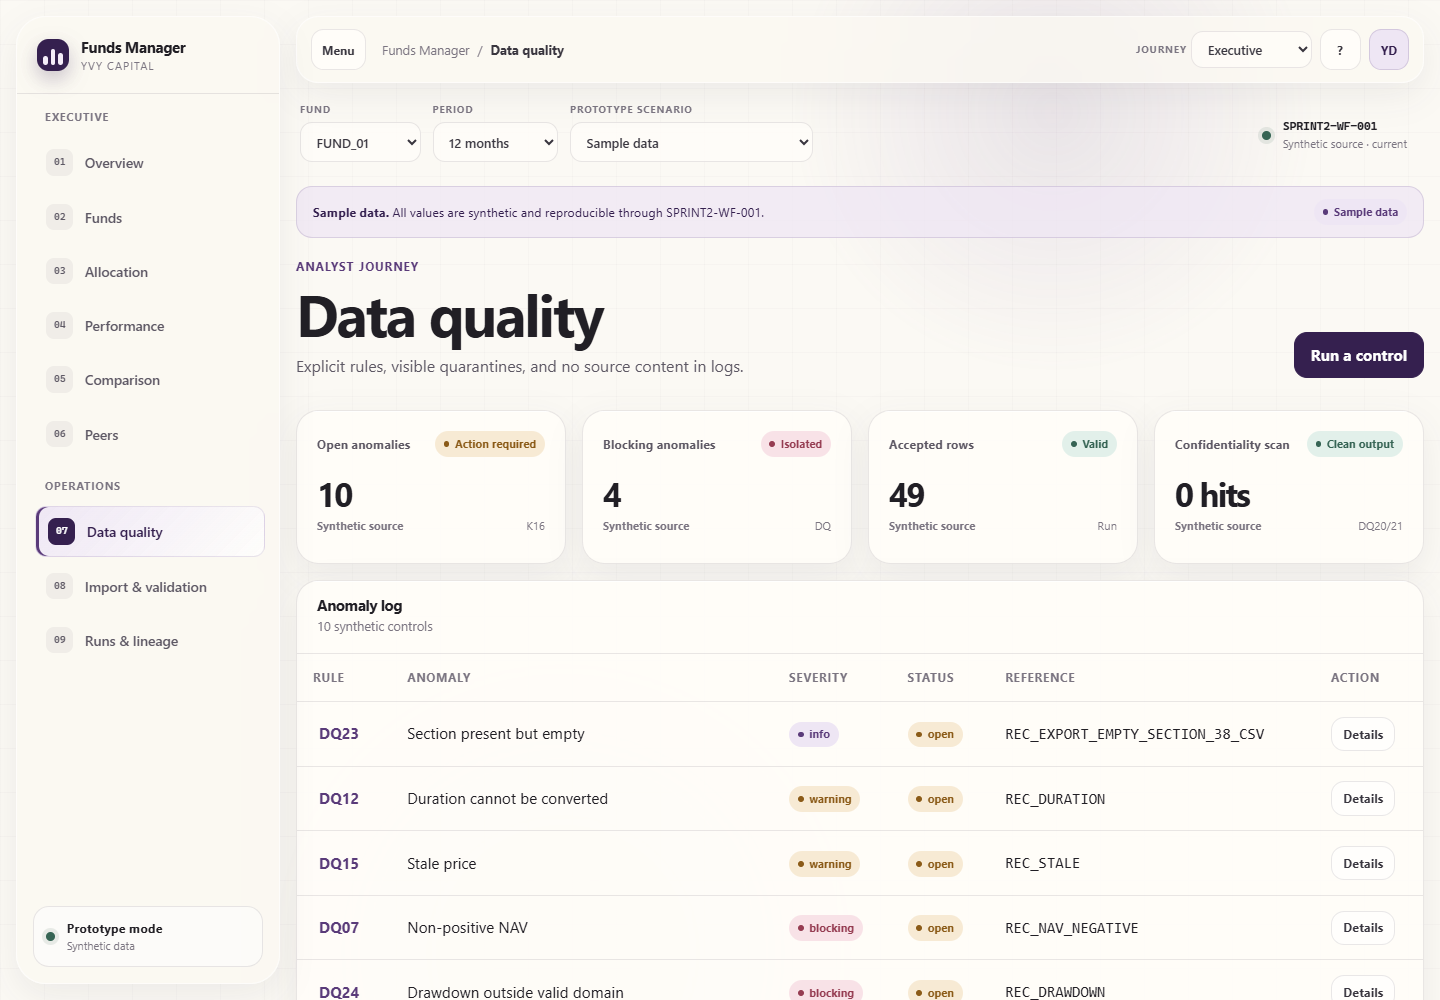 Funds Manager
YVY CAPITAL
EXECUTIVE
01 Overview
02 Funds
03 Allocation
04 Performance
05 Comparison
06 Peers
OPERATIONS
07 Data quality
08 Import & validation
09 Runs & lineage
Prototype mode
Synthetic data
Menu Funds Manager / Data quality JOURNEY Executive ? YD
FUND PERIOD PROTOTYPE SCENARIO
FUND_01 12 months Sample data
SPRINT2-WF-001
Synthetic source · current
Sample data. All values are synthetic and reproducible through SPRINT2-WF-001. Sample data
ANALYST JOURNEY
Data quality
Explicit rules, visible quarantines, and no source content in logs.
Run a control
Open anomalies Action required
10
Synthetic source K16
Blocking anomalies Isolated
4
Synthetic source DQ
Accepted rows Valid
49
Synthetic source Run
Confidentiality scan Clean output
0 hits
Synthetic source DQ20/21
Anomaly log
10 synthetic controls
RULE ANOMALY SEVERITY STATUS REFERENCE ACTION
DQ23 Section present but empty info open REC_EXPORT_EMPTY_SECTION_38_CSV Details
DQ12 Duration cannot be converted warning open REC_DURATION Details
DQ15 Stale price warning open REC_STALE Details
DQ07 Non-positive NAV blocking open REC_NAV_NEGATIVE Details
DQ24 Drawdown outside valid domain blocking open REC_DRAWDOWN Details